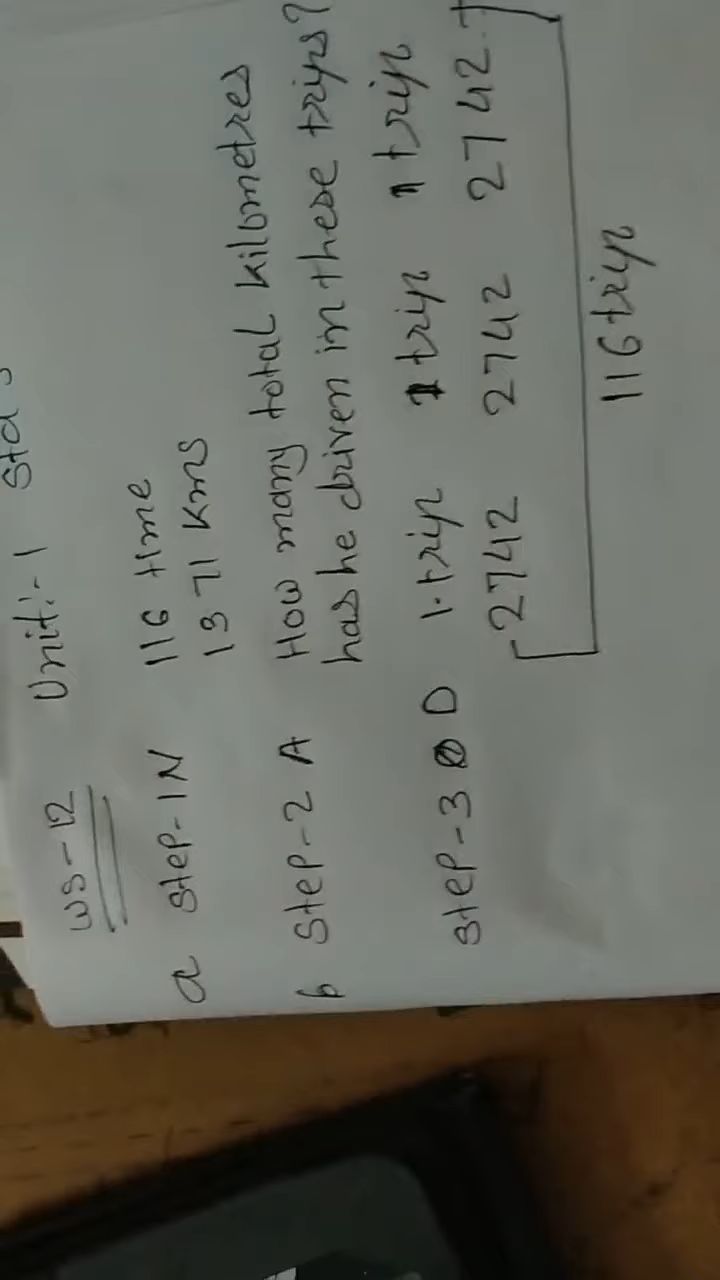 WS-12 Unit:-1 Std
a step-1 N 116 time
1371 Kms
b step-2 A How many total kilometres
has he driven in these trips?
step-3 D 1 trip 1 trip 1 trip
2742 2742 2742
116 trip